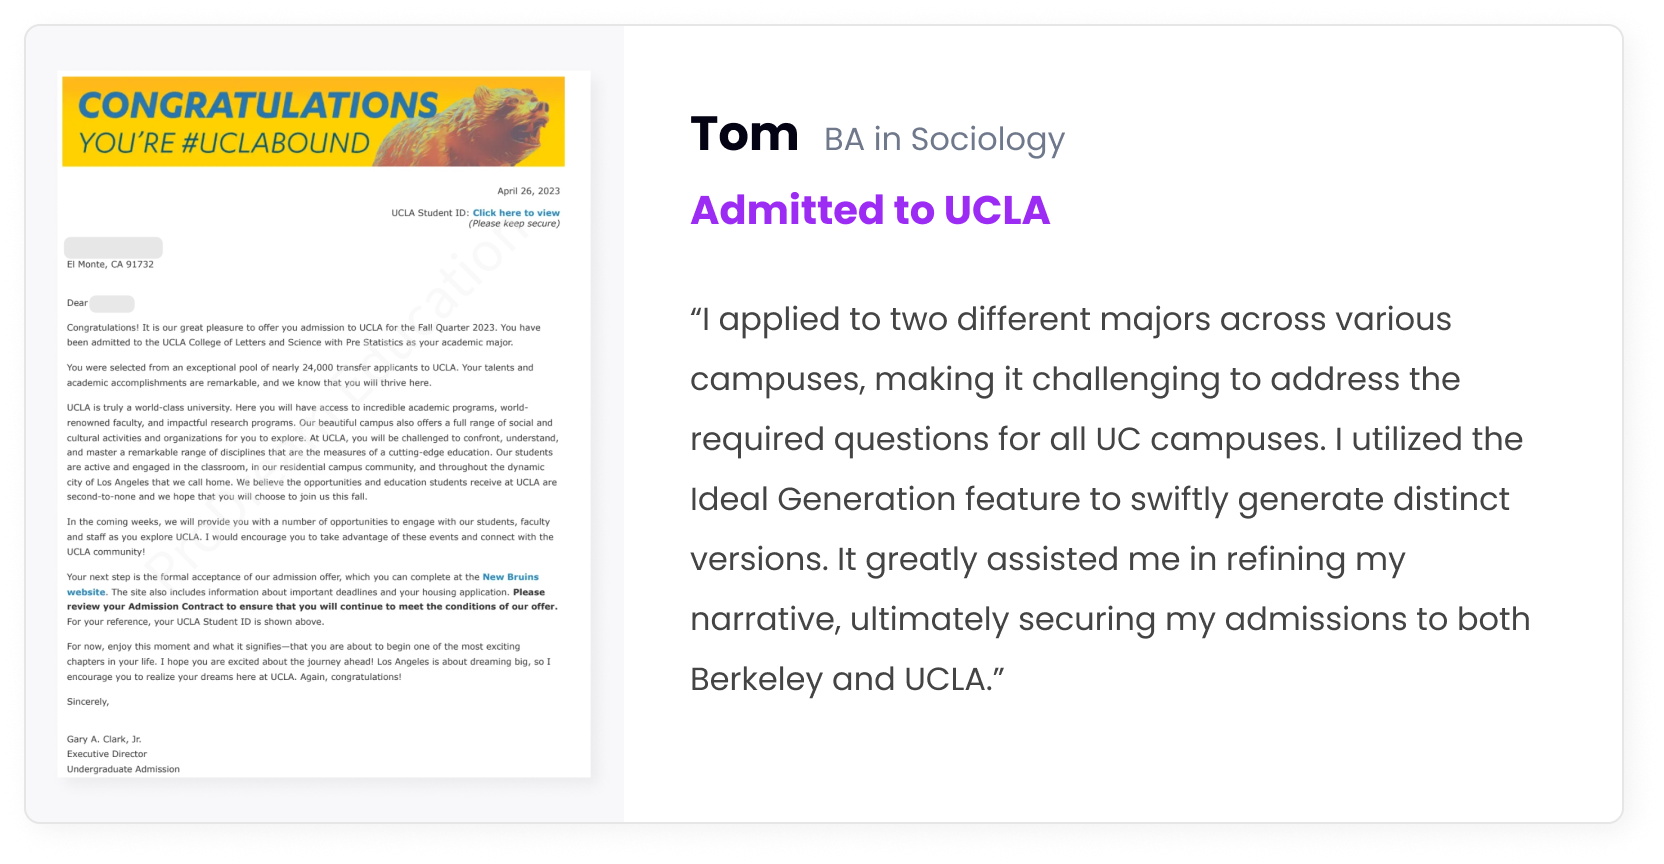 CONGRATULATIONS
YOU'RE #UCLABOUND
April 26, 2023
UCLA Student ID: Click here to view
(Please keep secure)
El Monte, CA 91732
Dear
Congratulations! It is our great pleasure to offer you admission to UCLA for the Fall Quarter 2023. You have
been admitted to the UCLA College of Letters and Science with Pre Statistics as your academic major.
You were selected from an exceptional pool of nearly 24,000 transfer applicants to UCLA. Your talents and
academic accomplishments are remarkable, and we know that you will thrive here.
UCLA is truly a world-class university. Here you will have access to incredible academic programs, world-
renowned faculty, and impactful research programs. Our beautiful campus also offers a full range of social and
cultural activities and organizations for you to explore. At UCLA, you will be challenged to confront, understand,
and master a remarkable range of disciplines that are the measures of a cutting-edge education. Our students
are active and engaged in the classroom, in our residential campus community, and throughout the dynamic
city of Los Angeles that we call home. We believe the opportunities and education students receive at UCLA are
second-to-none and we hope that you will choose to join us this fall.
In the coming weeks, we will provide you with a number of opportunities to engage with our students, faculty
and staff as you explore UCLA. I would encourage you to take advantage of these events and connect with the
UCLA community!
Your next step is the formal acceptance of our admission offer, which you can complete at the New Bruins
website. The site also includes information about important deadlines and your housing application. Please
review your Admission Contract to ensure that you will continue to meet the conditions of our offer.
For your reference, your UCLA Student ID is shown above.
For now, enjoy this moment and what it signifies—that you are about to begin one of the most exciting
chapters in your life. I hope you are excited about the journey ahead! Los Angeles is about dreaming big, so I
encourage you to realize your dreams here at UCLA. Again, congratulations!
Sincerely,
Gary A. Clark, Jr.
Executive Director
Undergraduate Admission
Education
Tom BA in Sociology
Admitted to UCLA
“I applied to two different majors across various
campuses, making it challenging to address the
required questions for all UC campuses. I utilized the
Ideal Generation feature to swiftly generate distinct
versions. It greatly assisted me in refining my
narrative, ultimately securing my admissions to both
Berkeley and UCLA.”